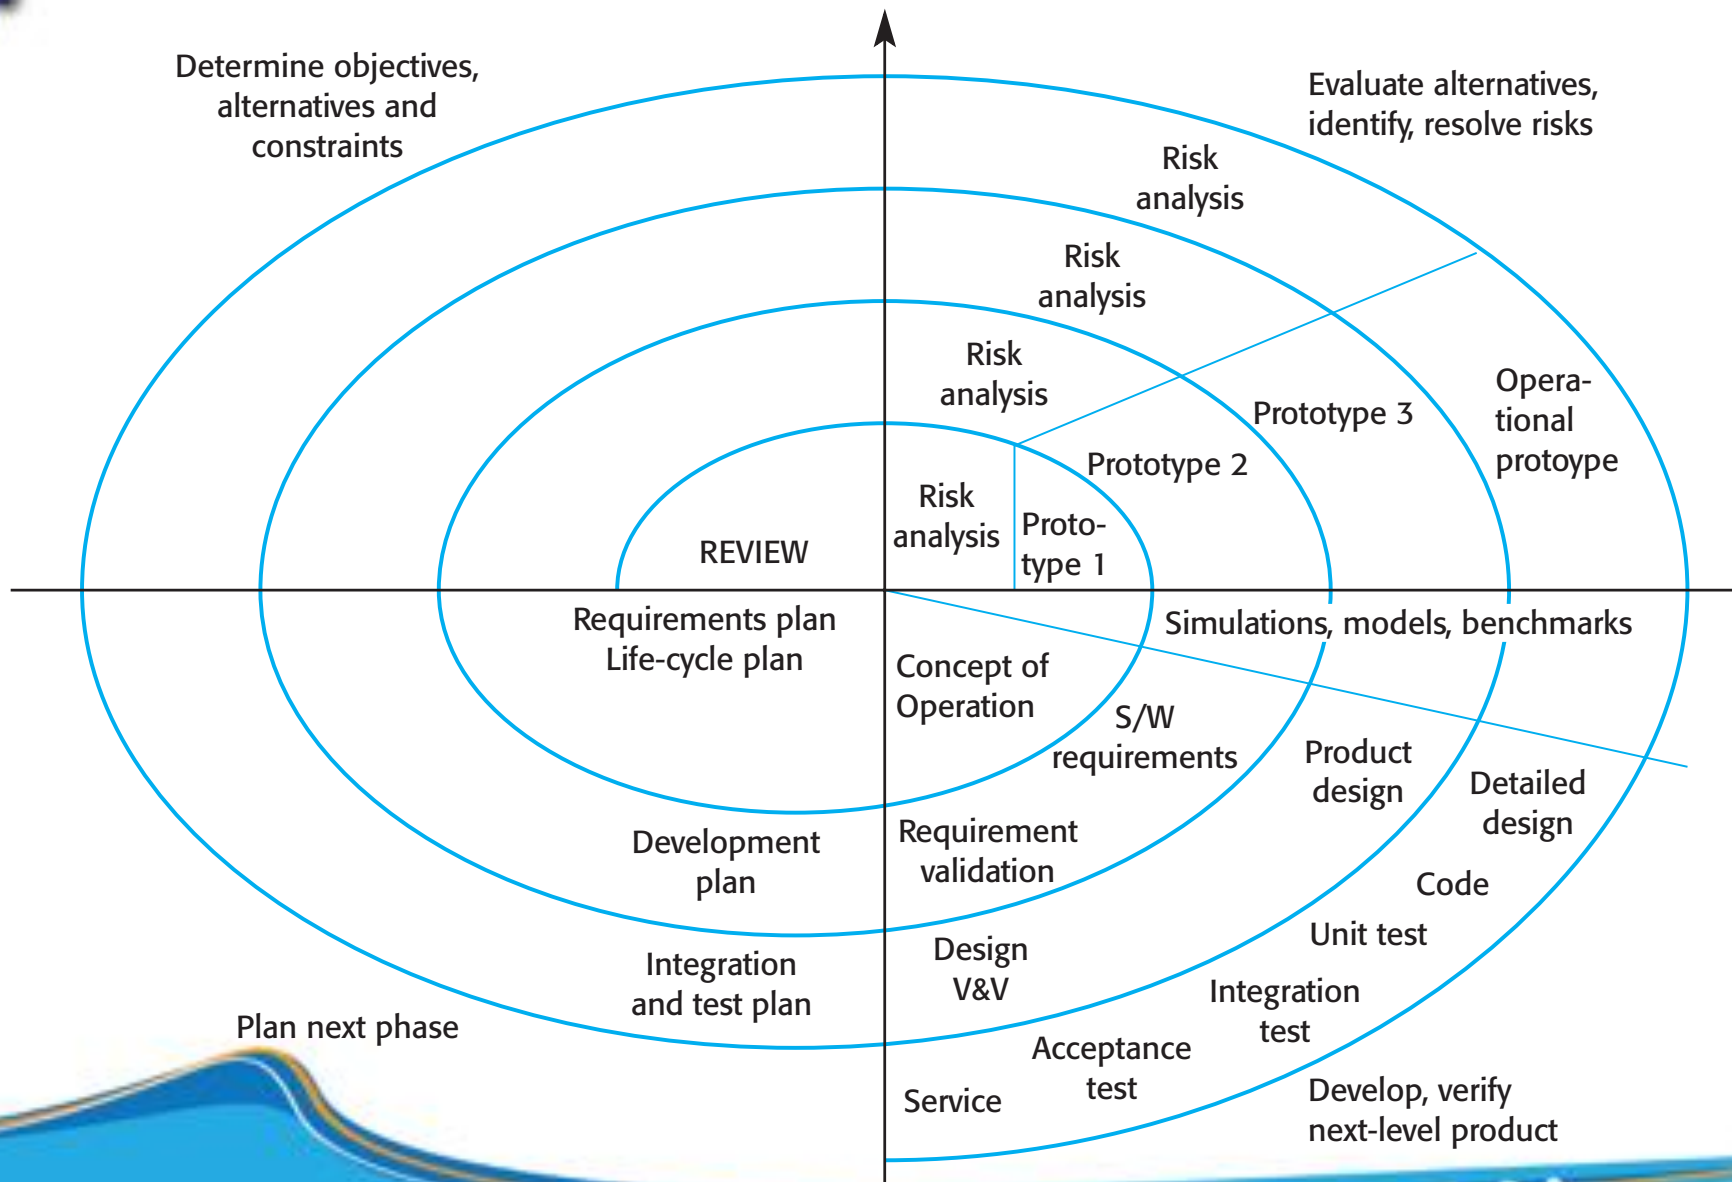 Determine objectives,
alternatives and
constraints
Evaluate alternatives,
identify, resolve risks
Risk
analysis
Risk
analysis
Risk
analysis
Risk
analysis
Proto-
type 1
Prototype 2
Prototype 3
Opera-
tional
protoype
REVIEW
Requirements plan
Life-cycle plan
Simulations, models, benchmarks
Concept of
Operation
S/W
requirements
Product
design
Detailed
design
Development
plan
Requirement
validation
Code
Unit test
Integration
and test plan
Design
V&V
Integration
test
Acceptance
test
Service
Plan next phase
Develop, verify
next-level product